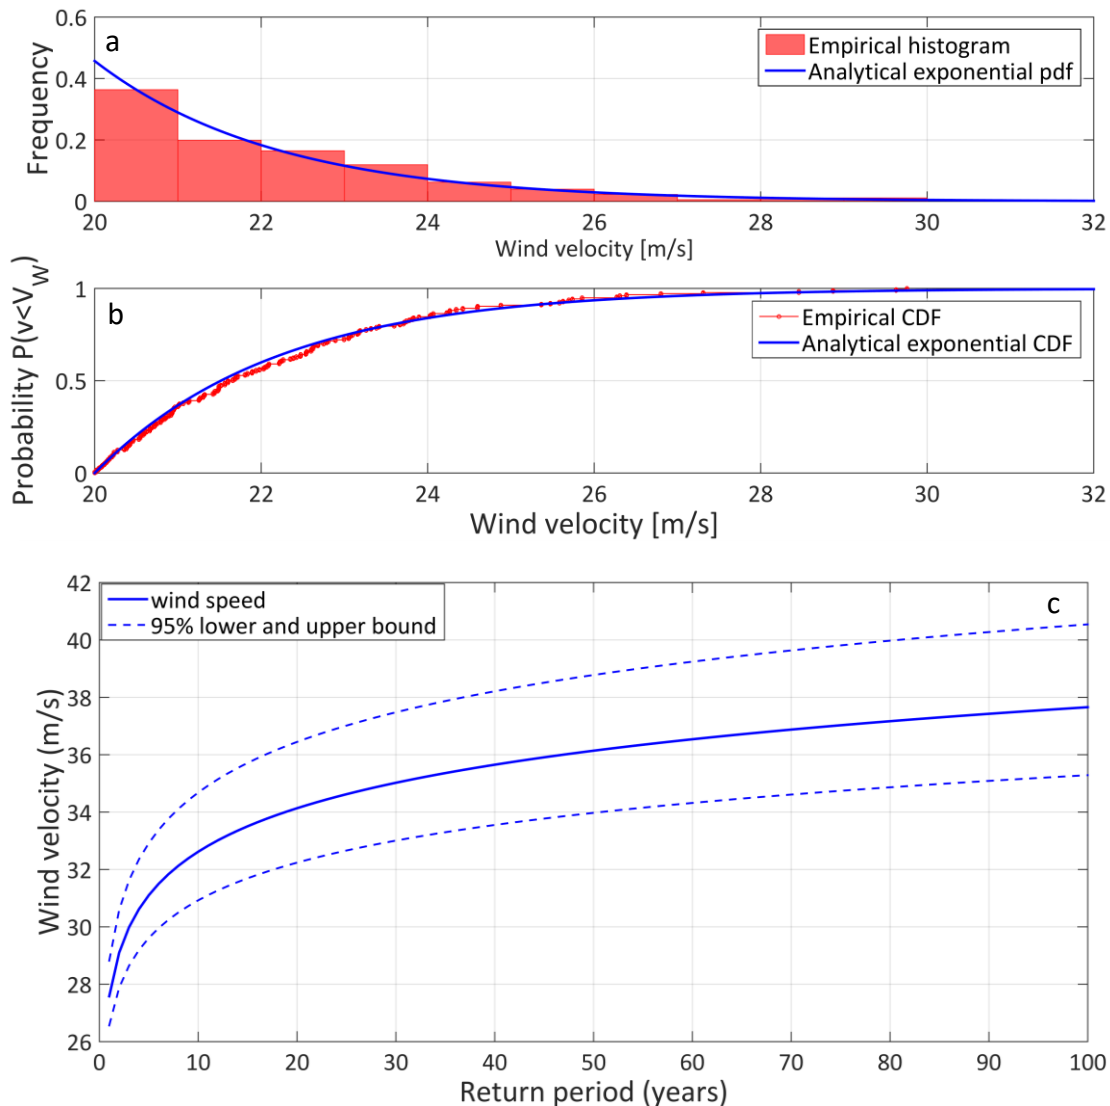 a
Frequency
0.6
0.4
0.2
0
Empirical histogram
Analytical exponential pdf
20 22 24 26 28 30 32
Wind velocity [m/s]
b
Probability P(v<V_W)
1
0.5
0
Empirical CDF
Analytical exponential CDF
20 22 24 26 28 30 32
Wind velocity [m/s]
c
Wind velocity (m/s)
42
40
38
36
34
32
30
28
26
wind speed
95% lower and upper bound
0 10 20 30 40 50 60 70 80 90 100
Return period (years)